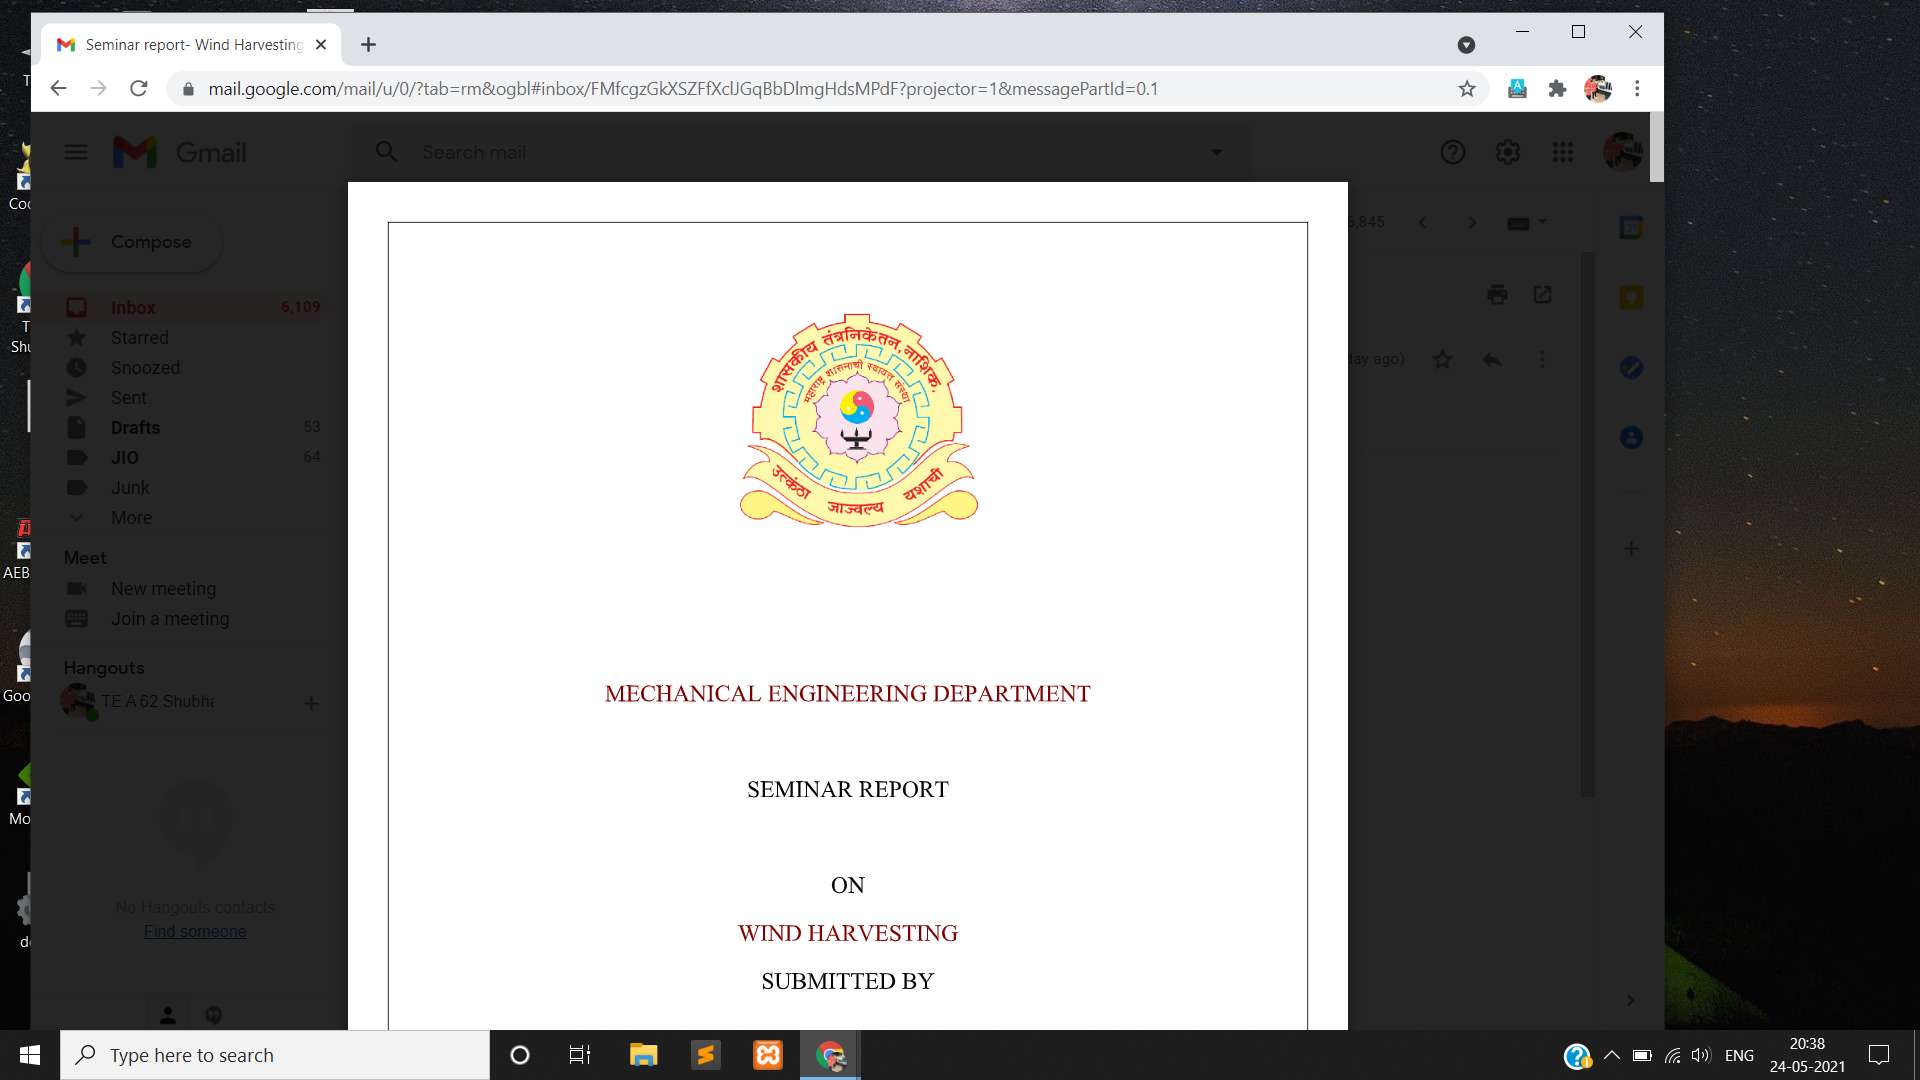 Seminar report- Wind Harvesting
mail.google.com/mail/u/0/?tab=rm&ogbl#inbox/FMfcgzGkXSZFfXclJGqBbDlmgHdsMPdF?projector=1&messagePartId=0.1
Gmail
Search mail
Compose
Inbox 6,109
Starred
Snoozed
Sent
Drafts 53
JIO 64
Junk
More
Meet
New meeting
Join a meeting
Hangouts
TE A 62 Shubha
No Hangouts contacts
Find someone
6,845
day ago)
शासकीय तंत्रनिकेतन, नाशिक.
महाराष्ट्र शासनाची स्वायत्त संस्था
उत्कंठा जाज्वल्य यशाची
MECHANICAL ENGINEERING DEPARTMENT
SEMINAR REPORT
ON
WIND HARVESTING
SUBMITTED BY
Type here to search
ENG
20:38
24-05-2021